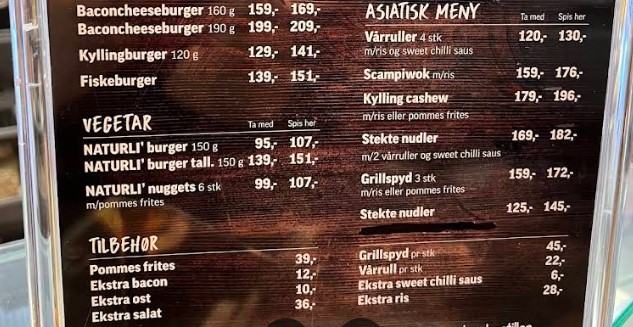 Baconcheeseburger 160 g 159,- 169,-
Baconcheeseburger 190 g 199,- 209,-
Kyllingburger 120 g 129,- 141,-
Fiskeburger 139,- 151,-
VEGETAR Ta med Spis her
NATURLI' burger 150 g 95,- 107,-
NATURLI' burger tall. 150 g 139,- 151,-
NATURLI' nuggets 6 stk 99,- 107,-
m/pommes frites
TILBEHØR
Pommes frites 39,-
Ekstra bacon 12,-
Ekstra ost 10,-
Ekstra salat 36,-
ASIATISK MENY Ta med Spis her
Vårruller 4 stk 120,- 130,-
m/ris og sweet chilli saus
Scampiwok m/ris 159,- 176,-
Kylling cashew 179,- 196,-
m/ris eller pommes frites
Stekte nudler 169,- 182,-
m/2 vårruller og sweet chilli saus
Grillspyd 3 stk 159,- 172,-
m/ris eller pommes frites
Stekte nudler 125,- 145,-
Grillspyd pr stk 45,-
Vårrull pr stk 22,-
Ekstra sweet chilli saus 6,-
Ekstra ris 28,-